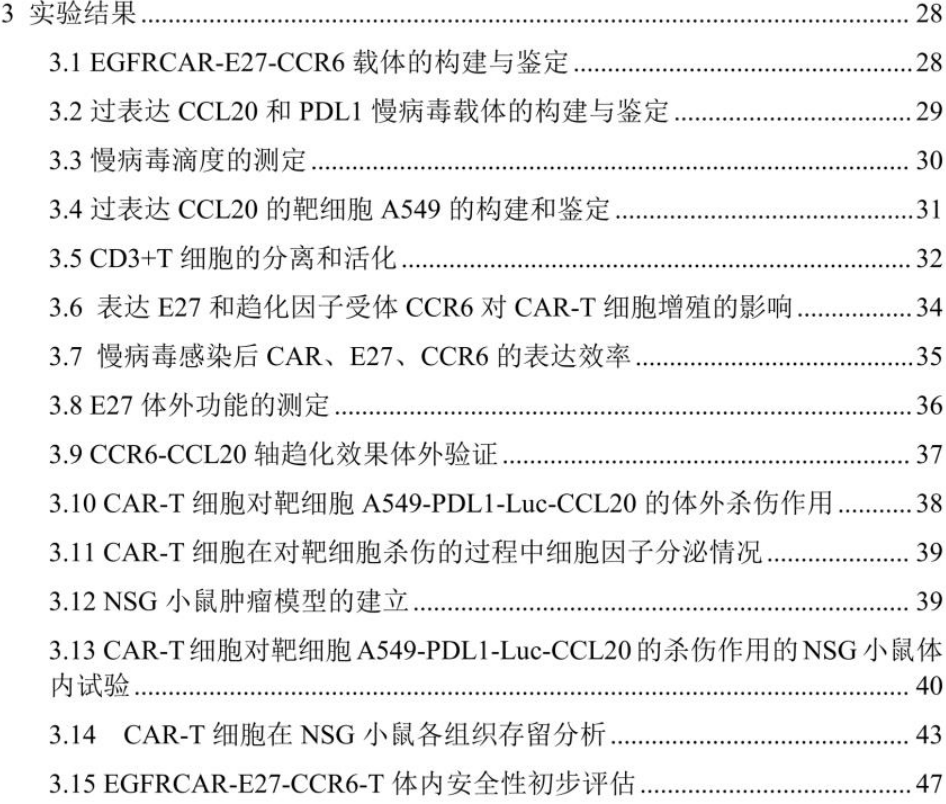 3 实验结果 28
3.1 EGFRCAR-E27-CCR6 载体的构建与鉴定 28
3.2 过表达 CCL20 和 PDL1 慢病毒载体的构建与鉴定 29
3.3 慢病毒滴度的测定 30
3.4 过表达 CCL20 的靶细胞 A549 的构建和鉴定 31
3.5 CD3+T 细胞的分离和活化 32
3.6 表达 E27 和趋化因子受体 CCR6 对 CAR-T 细胞增殖的影响 34
3.7 慢病毒感染后 CAR、E27、CCR6 的表达效率 35
3.8 E27 体外功能的测定 36
3.9 CCR6-CCL20 轴趋化效果体外验证 37
3.10 CAR-T 细胞对靶细胞 A549-PDL1-Luc-CCL20 的体外杀伤作用 38
3.11 CAR-T 细胞在对靶细胞杀伤的过程中细胞因子分泌情况 39
3.12 NSG 小鼠肿瘤模型的建立 39
3.13 CAR-T 细胞对靶细胞 A549-PDL1-Luc-CCL20 的杀伤作用的 NSG 小鼠体
内试验 40
3.14 CAR-T 细胞在 NSG 小鼠各组织存留分析 43
3.15 EGFRCAR-E27-CCR6-T 体内安全性初步评估 47